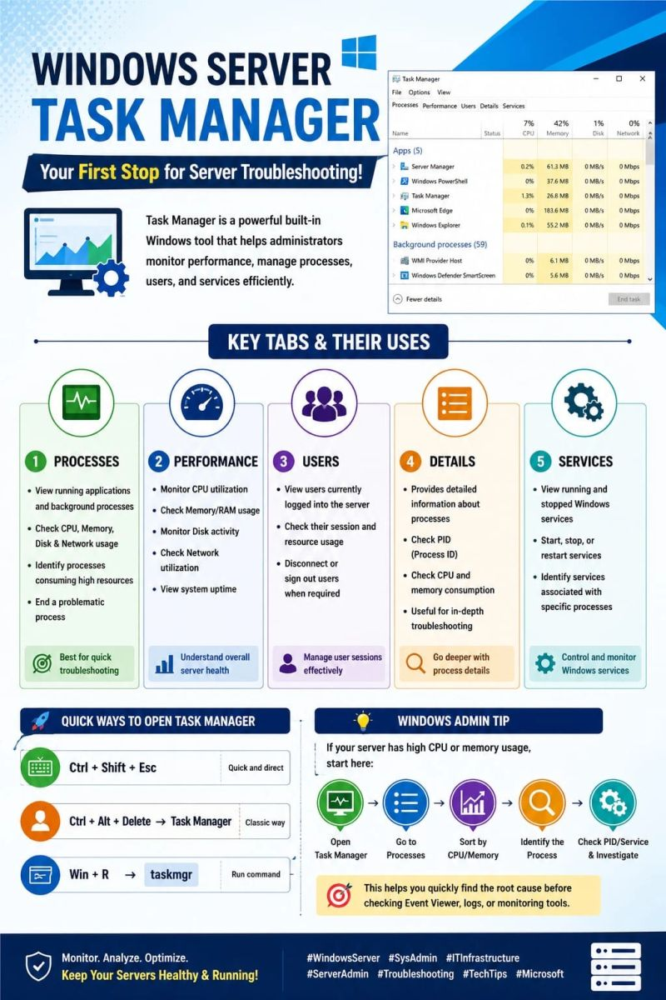 WINDOWS SERVER
TASK MANAGER
Your First Stop for Server Troubleshooting!
Task Manager is a powerful built-in
Windows tool that helps administrators
monitor performance, manage processes,
users, and services efficiently.
Task Manager
File Options View
Processes Performance Users Details Services
7% 42% 1% 0%
Name Status CPU Memory Disk Network
Apps (5)
Server Manager 0.2% 61.3 MB 0 MB/s 0 Mbps
Windows PowerShell 0% 37.6 MB 0 MB/s 0 Mbps
Task Manager 1.3% 26.8 MB 0 MB/s 0 Mbps
Microsoft Edge 0% 183.6 MB 0 MB/s 0 Mbps
Windows Explorer 0.1% 55.2 MB 0 MB/s 0 Mbps
Background processes (59)
WMI Provider Host 0% 6.1 MB 0 MB/s 0 Mbps
Windows Defender SmartScreen 0% 5.6 MB 0 MB/s 0 Mbps
Fewer details
End task
KEY TABS & THEIR USES
1 PROCESSES
• View running applications
and background processes
• Check CPU, Memory,
Disk & Network usage
• Identify processes
consuming high resources
• End a problematic
process
Best for quick
troubleshooting
2 PERFORMANCE
• Monitor CPU utilization
• Check Memory/RAM usage
• Monitor Disk activity
• Check Network
utilization
• View system uptime
Understand overall
server health
3 USERS
• View users currently
logged into the server
• Check their session and
resource usage
• Disconnect or
sign out users
when required
Manage user sessions
effectively
4 DETAILS
• Provides detailed
information about
processes
• Check PID
(Process ID)
• Check CPU and
memory consumption
• Useful for in-depth
troubleshooting
Go deeper with
process details
5 SERVICES
• View running and
stopped Windows
services
• Start, stop, or
restart services
• Identify services
associated with
specific processes
Control and monitor
Windows services
QUICK WAYS TO OPEN TASK MANAGER
Ctrl + Shift + Esc Quick and direct
Ctrl + Alt + Delete → Task Manager Classic way
Win + R → taskmgr Run command
WINDOWS ADMIN TIP
If your server has high CPU or memory usage,
start here:
Open
Task Manager
Go to
Processes
Sort by
CPU/Memory
Identify the
Process
Check PID/Service
& Investigate
This helps you quickly find the root cause before
checking Event Viewer, logs, or monitoring tools.
Monitor. Analyze. Optimize.
Keep Your Servers Healthy & Running!
#WindowsServer #SysAdmin #ITInfrastructure
#ServerAdmin #Troubleshooting #TechTips #Microsoft